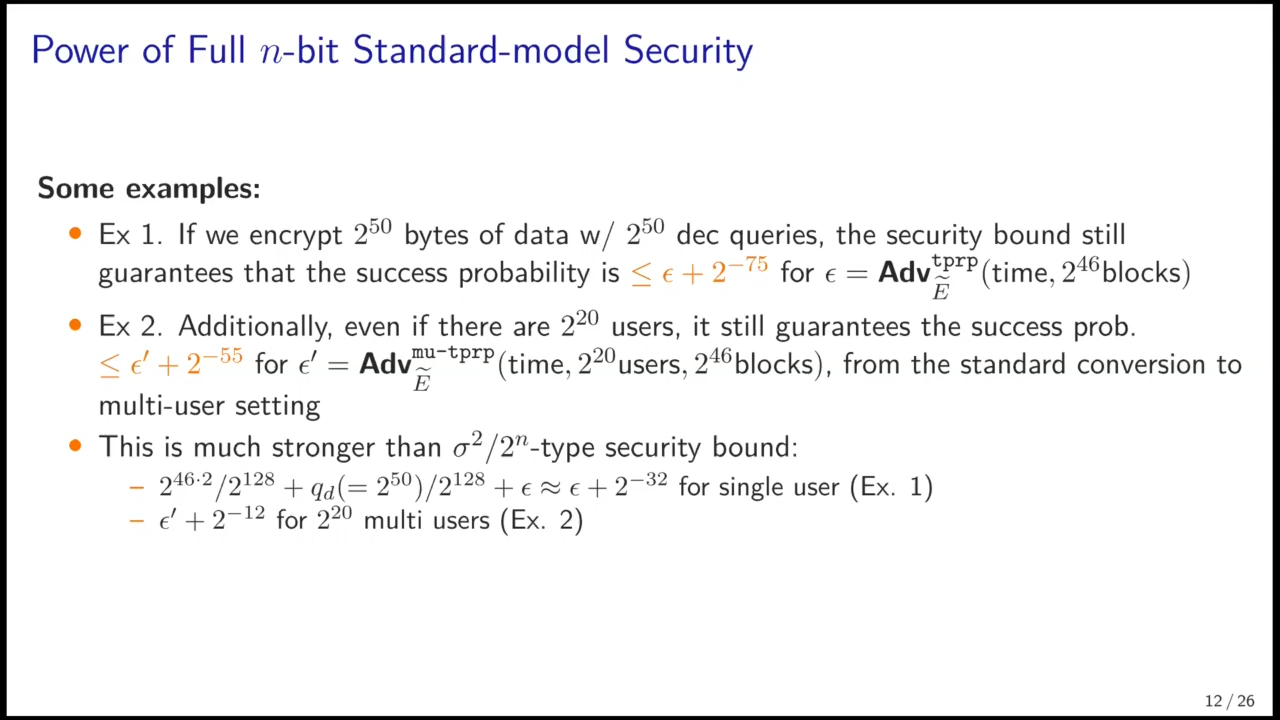 Power of Full n-bit Standard-model Security
Some examples:
• Ex 1. If we encrypt 2^50 bytes of data w/ 2^50 dec queries, the security bound still
guarantees that the success probability is ≤ ϵ + 2^−75 for ϵ = Adv^tprp_Ẽ(time, 2^46blocks)
• Ex 2. Additionally, even if there are 2^20 users, it still guarantees the success prob.
≤ ϵ′ + 2^−55 for ϵ′ = Adv^mu-tprp_Ẽ(time, 2^20users, 2^46blocks), from the standard conversion to
multi-user setting
• This is much stronger than σ^2/2^n-type security bound:
– 2^46·2/2^128 + q_d(= 2^50)/2^128 + ϵ ≈ ϵ + 2^−32 for single user (Ex. 1)
– ϵ′ + 2^−12 for 2^20 multi users (Ex. 2)
12 / 26